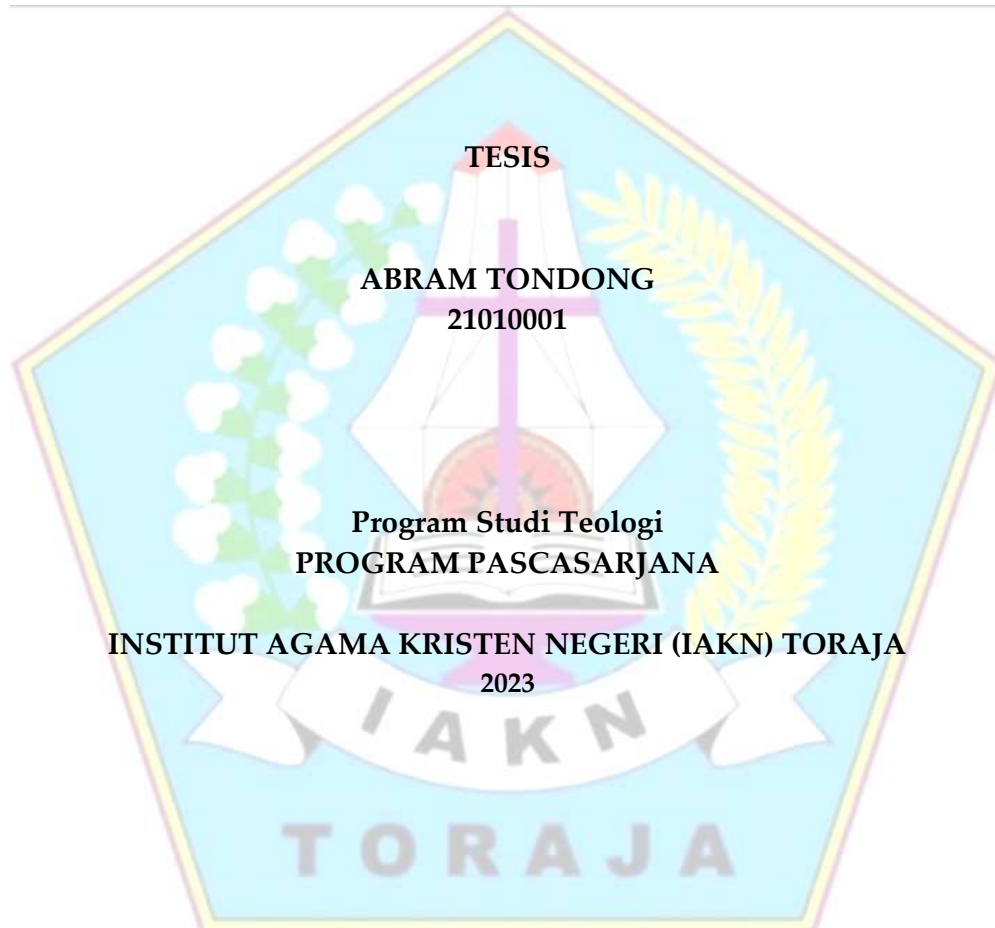 TESIS
ABRAM TONDONG
21010001
Program Studi Teologi
PROGRAM PASCASARJANA
INSTITUT AGAMA KRISTEN NEGERI (IAKN) TORAJA
2023
IAKN
TORAJA